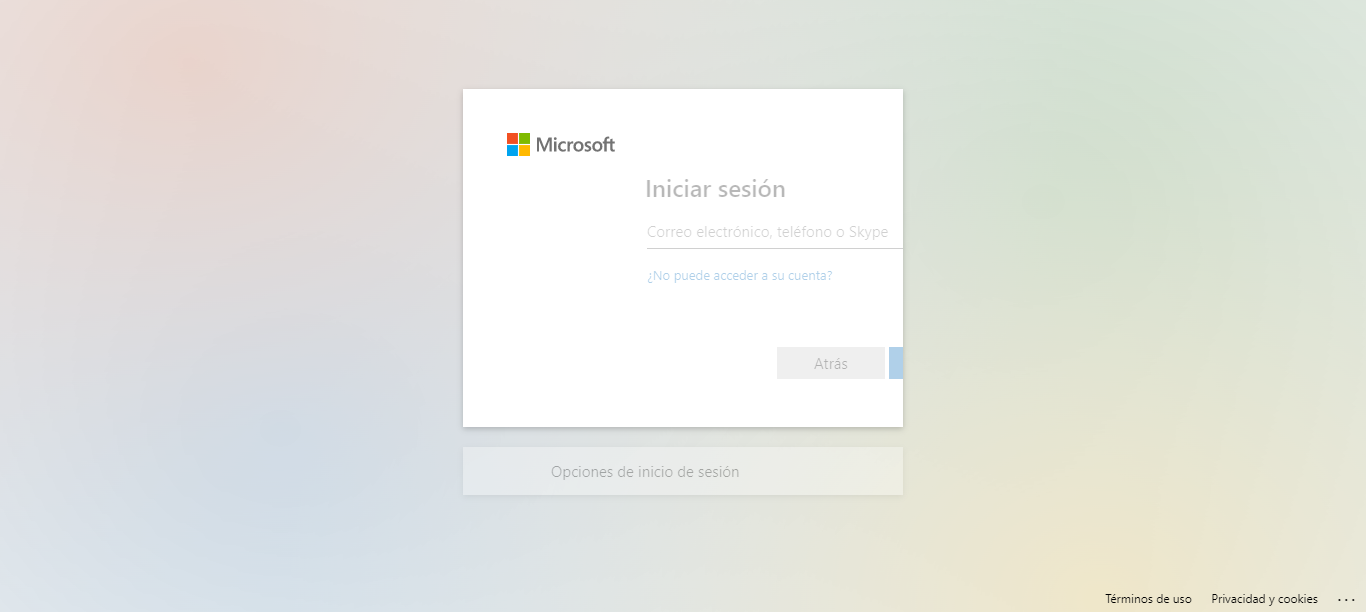 Microsoft
Iniciar sesión
Correo electrónico, teléfono o Skype
¿No puede acceder a su cuenta?
Atrás
Opciones de inicio de sesión
Términos de uso Privacidad y cookies ...